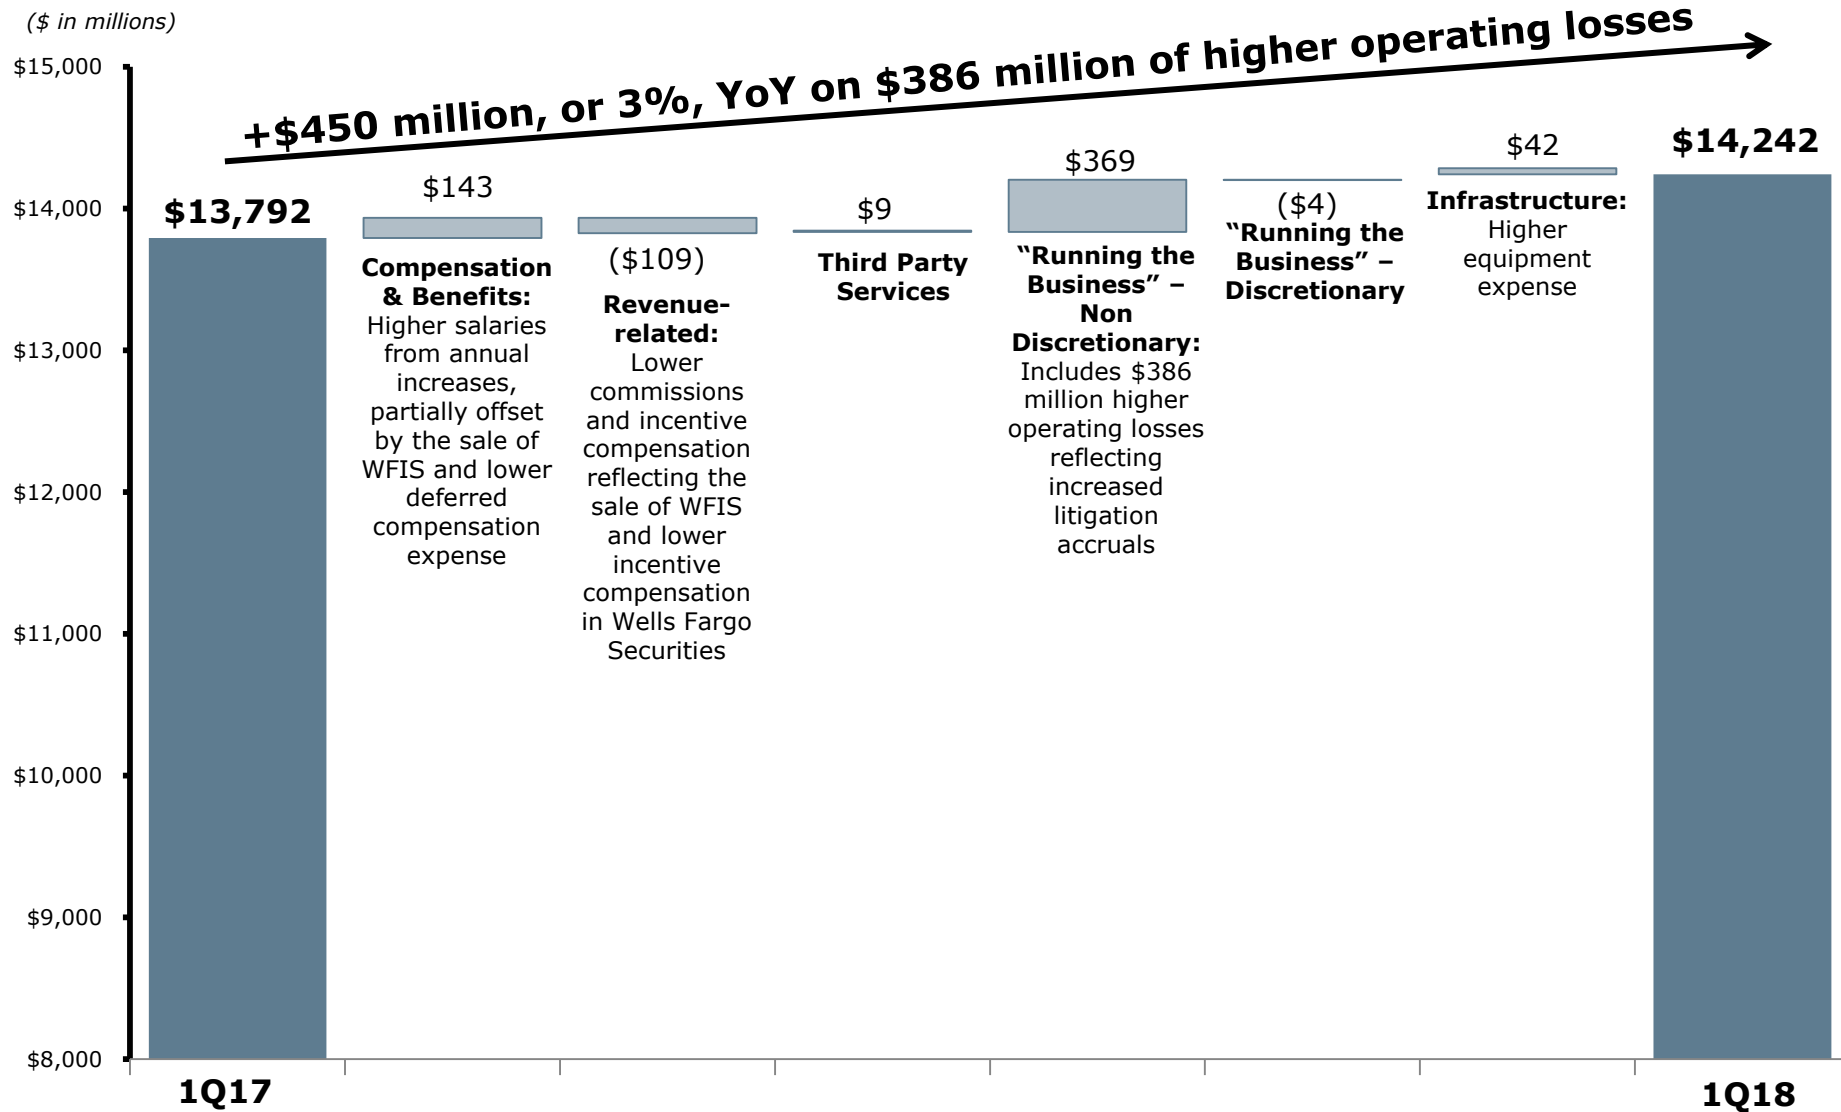 ($ in millions)
+$450 million, or 3%, YoY on $386 million of higher operating losses
$15,000
$14,000
$13,000
$12,000
$11,000
$10,000
$9,000
$8,000
$13,792
1Q17
$143
Compensation
& Benefits:
Higher salaries
from annual
increases,
partially offset
by the sale of
WFIS and lower
deferred
compensation
expense
($109)
Revenue-
related:
Lower
commissions
and incentive
compensation
reflecting the
sale of WFIS
and lower
incentive
compensation
in Wells Fargo
Securities
$9
Third Party
Services
$369
“Running the
Business” –
Non
Discretionary:
Includes $386
million higher
operating losses
reflecting
increased
litigation
accruals
($4)
“Running the
Business” –
Discretionary
$42
Infrastructure:
Higher
equipment
expense
$14,242
1Q18